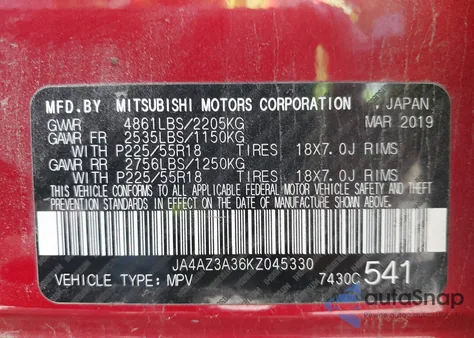 MFD.BY MITSUBISHI MOTORS CORPORATION JAPAN
GVWR 4861LBS/2205KG MAR 2019
GAWR FR 2535LBS/1150KG
WITH P225/55R18 TIRES 18X7.0J RIMS
GAWR RR 2756LBS/1250KG
WITH P225/55R18 TIRES 18X7.0J RIMS
THIS VEHICLE CONFORMS TO ALL APPLICABLE FEDERAL MOTOR VEHICLE SAFETY AND THEFT
PREVENTION STANDARDS IN EFFECT ON THE DATE OF MANUFACTURE SHOWN ABOVE.
JA4AZ3A36KZ045330
VEHICLE TYPE: MPV 7430C 541
autoSnap